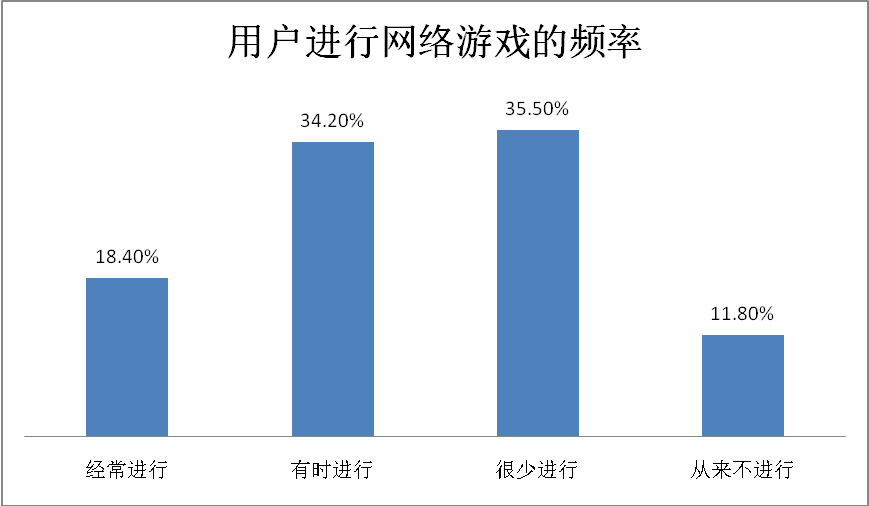 用户进行网络游戏的频率
35.50%
34.20%
18.40%
11.80%
经常进行 有时进行 很少进行 从来不进行